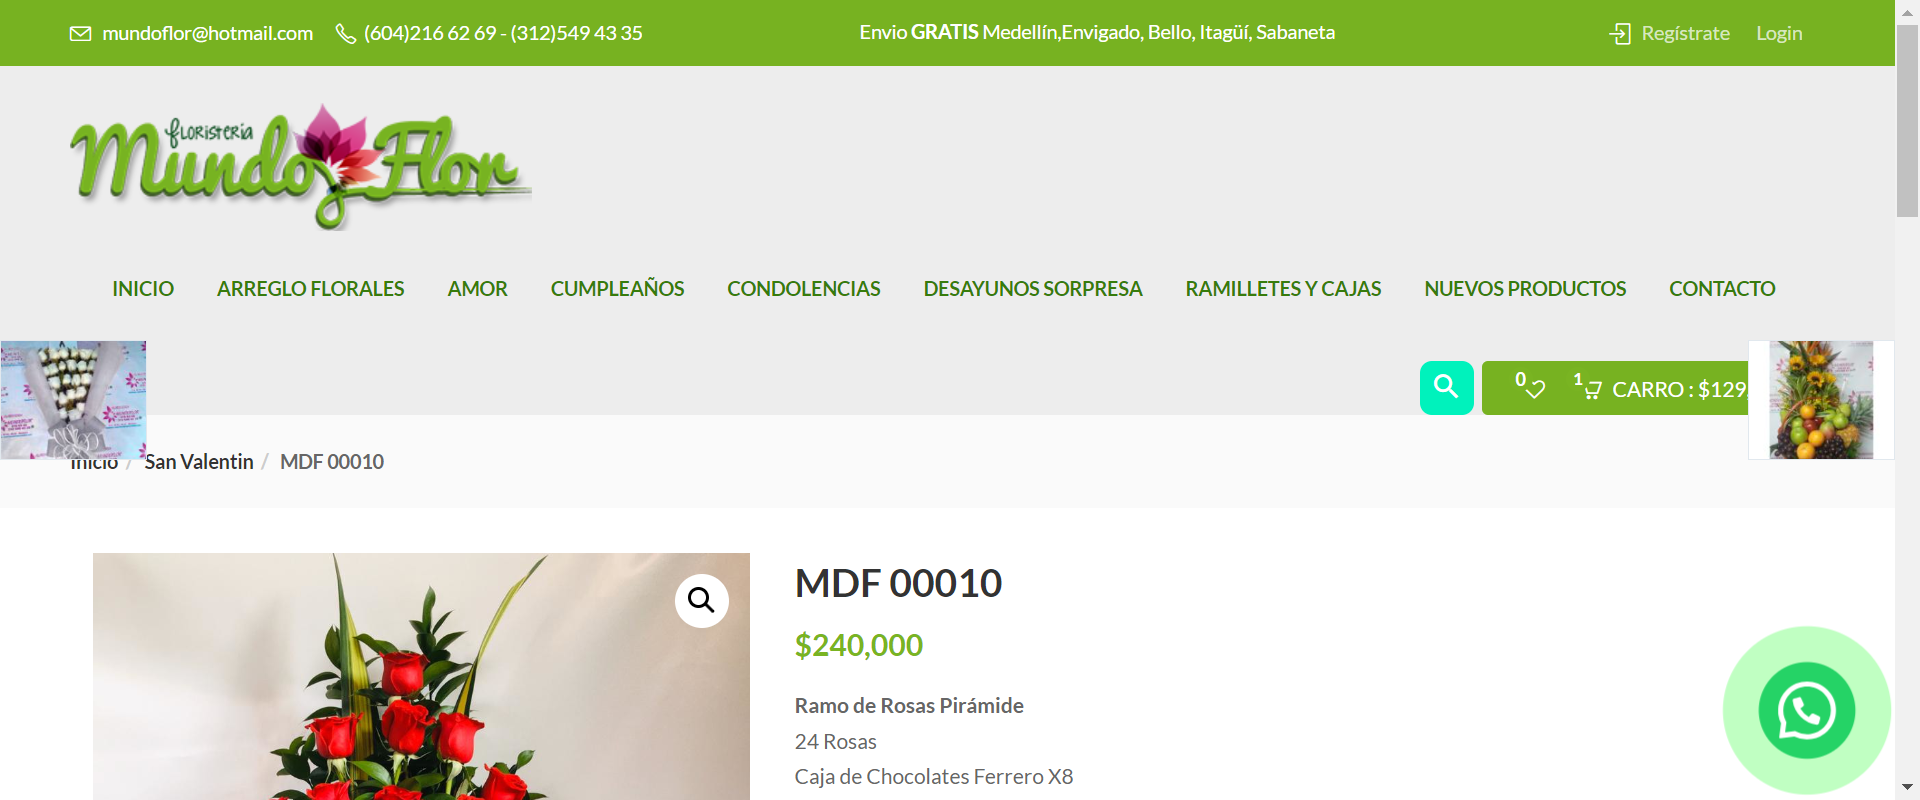 mundoflor@hotmail.com
(604)216 62 69 - (312)549 43 35
Envio GRATIS Medellín,Envigado, Bello, Itagüí, Sabaneta
Regístrate
Login
floristería
Mundo Flor
INICIO
ARREGLO FLORALES
AMOR
CUMPLEAÑOS
CONDOLENCIAS
DESAYUNOS SORPRESA
RAMILLETES Y CAJAS
NUEVOS PRODUCTOS
CONTACTO
0
1
CARRO : $129,
Inicio / San Valentin / MDF 00010
MDF 00010
$240,000
Ramo de Rosas Pirámide
24 Rosas
Caja de Chocolates Ferrero X8